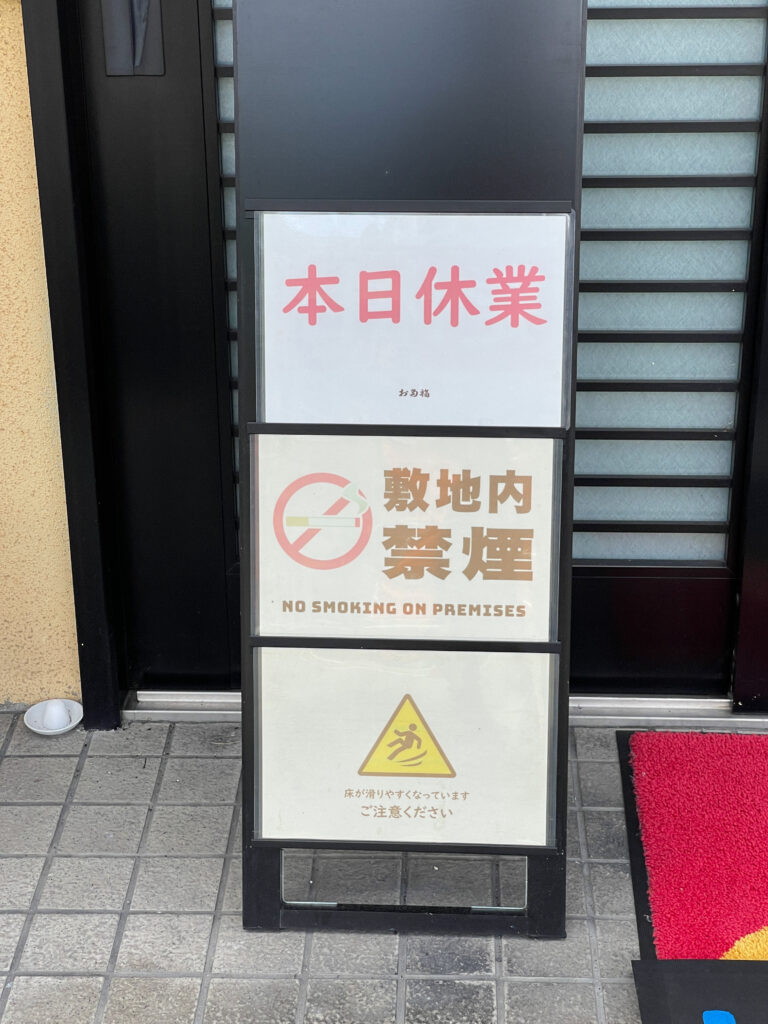 本日休業
おお福
敷地内
禁煙
NO SMOKING ON PREMISES
床が滑りやすくなっています
ご注意ください